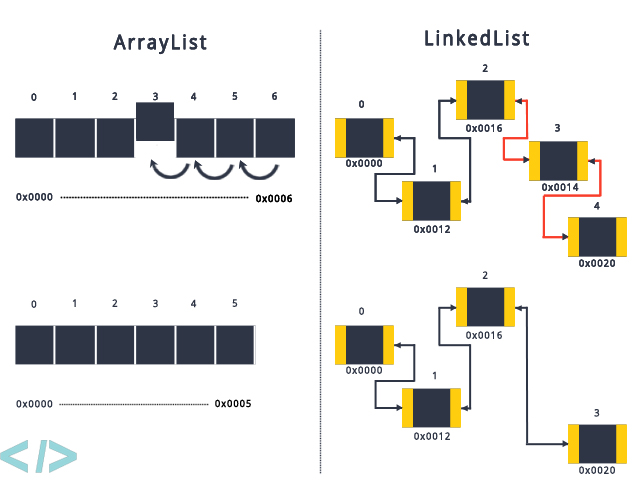 ArrayList
0 1 2 3 4 5 6
0x0000 0x0006
0 1 2 3 4 5
0x0000 0x0005
</>
LinkedList
2
0
0x0016
3
0x0000
1
0x0014
4
0x0012
0x0020
2
0
0x0016
0x0000
1
3
0x0012
0x0020